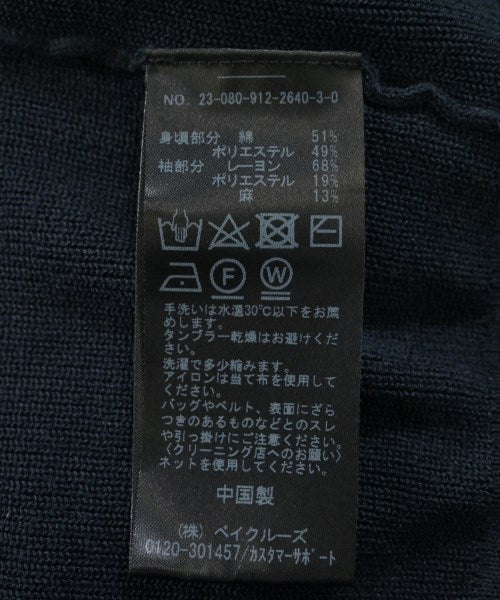 NO. 23-080-912-2640-3-0
身頃部分 綿 51%
ポリエステル 49%
袖部分 レーヨン 68%
ポリエステル 19%
麻 13%
F W
手洗いは水温30℃以下をお薦
めします。
タンブラー乾燥はお避けくだ
さい。
洗濯で多少縮みます。
アイロンは当て布を使用して
ください。
バッグやベルト、表面にざら
つきのあるものなどとのスレ
や引っ掛けにご注意ください。
(クリーニング店へのお願い)
ネットを使用してください。
中国製
(株) ベイクルーズ
0120-301457/カスタマーサポート